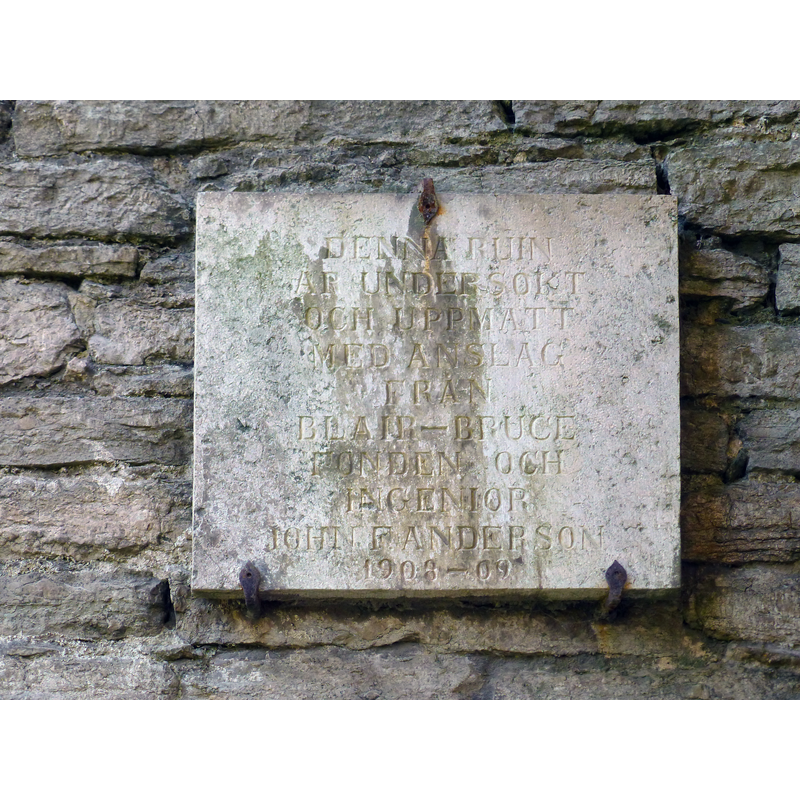 DENNA RUIN
ÄR UNDERSÖKT
OCH UPPMÄTT
MED ANSLAG
FRÅN
BLAIR-BRUCE
FONDEN OCH
INGENIÖR
JOHN F. ANDERSON
1908-09